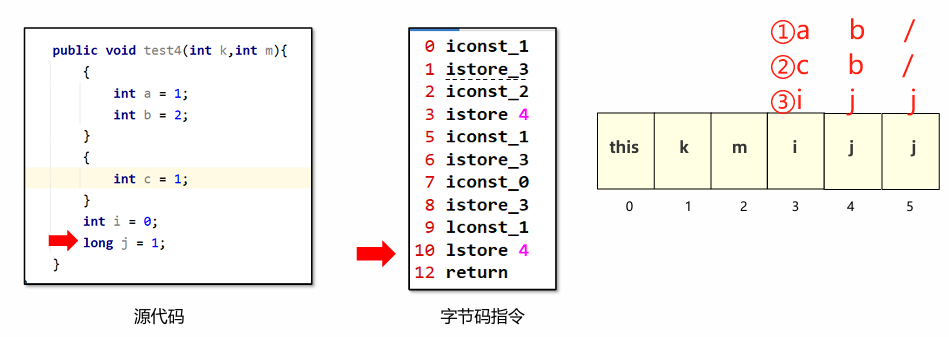 public void test4(int k,int m){
{
int a = 1;
int b = 2;
}
{
int c = 1;
}
int i = 0;
long j = 1;
}
源代码
0 iconst_1
1 istore_3
2 iconst_2
3 istore 4
5 iconst_1
6 istore_3
7 iconst_0
8 istore_3
9 lconst_1
10 lstore 4
12 return
字节码指令
①a b /
②c b /
③i j j
this k m i j j
0 1 2 3 4 5